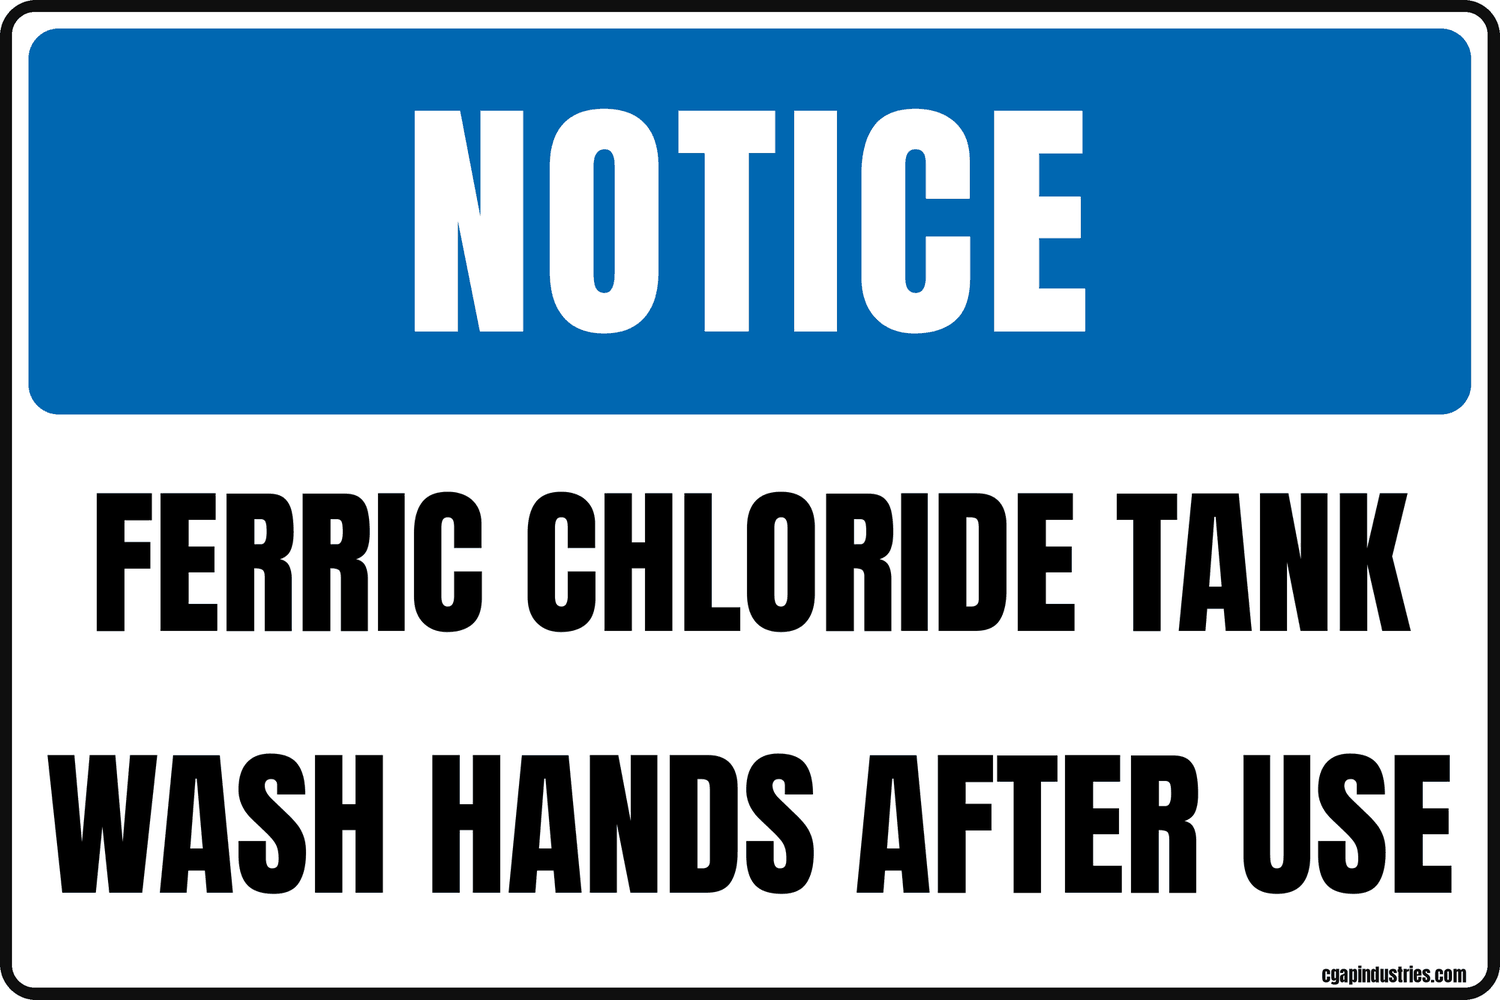 NOTICE
FERRIC CHLORIDE TANK
WASH HANDS AFTER USE
cgapindustries.com